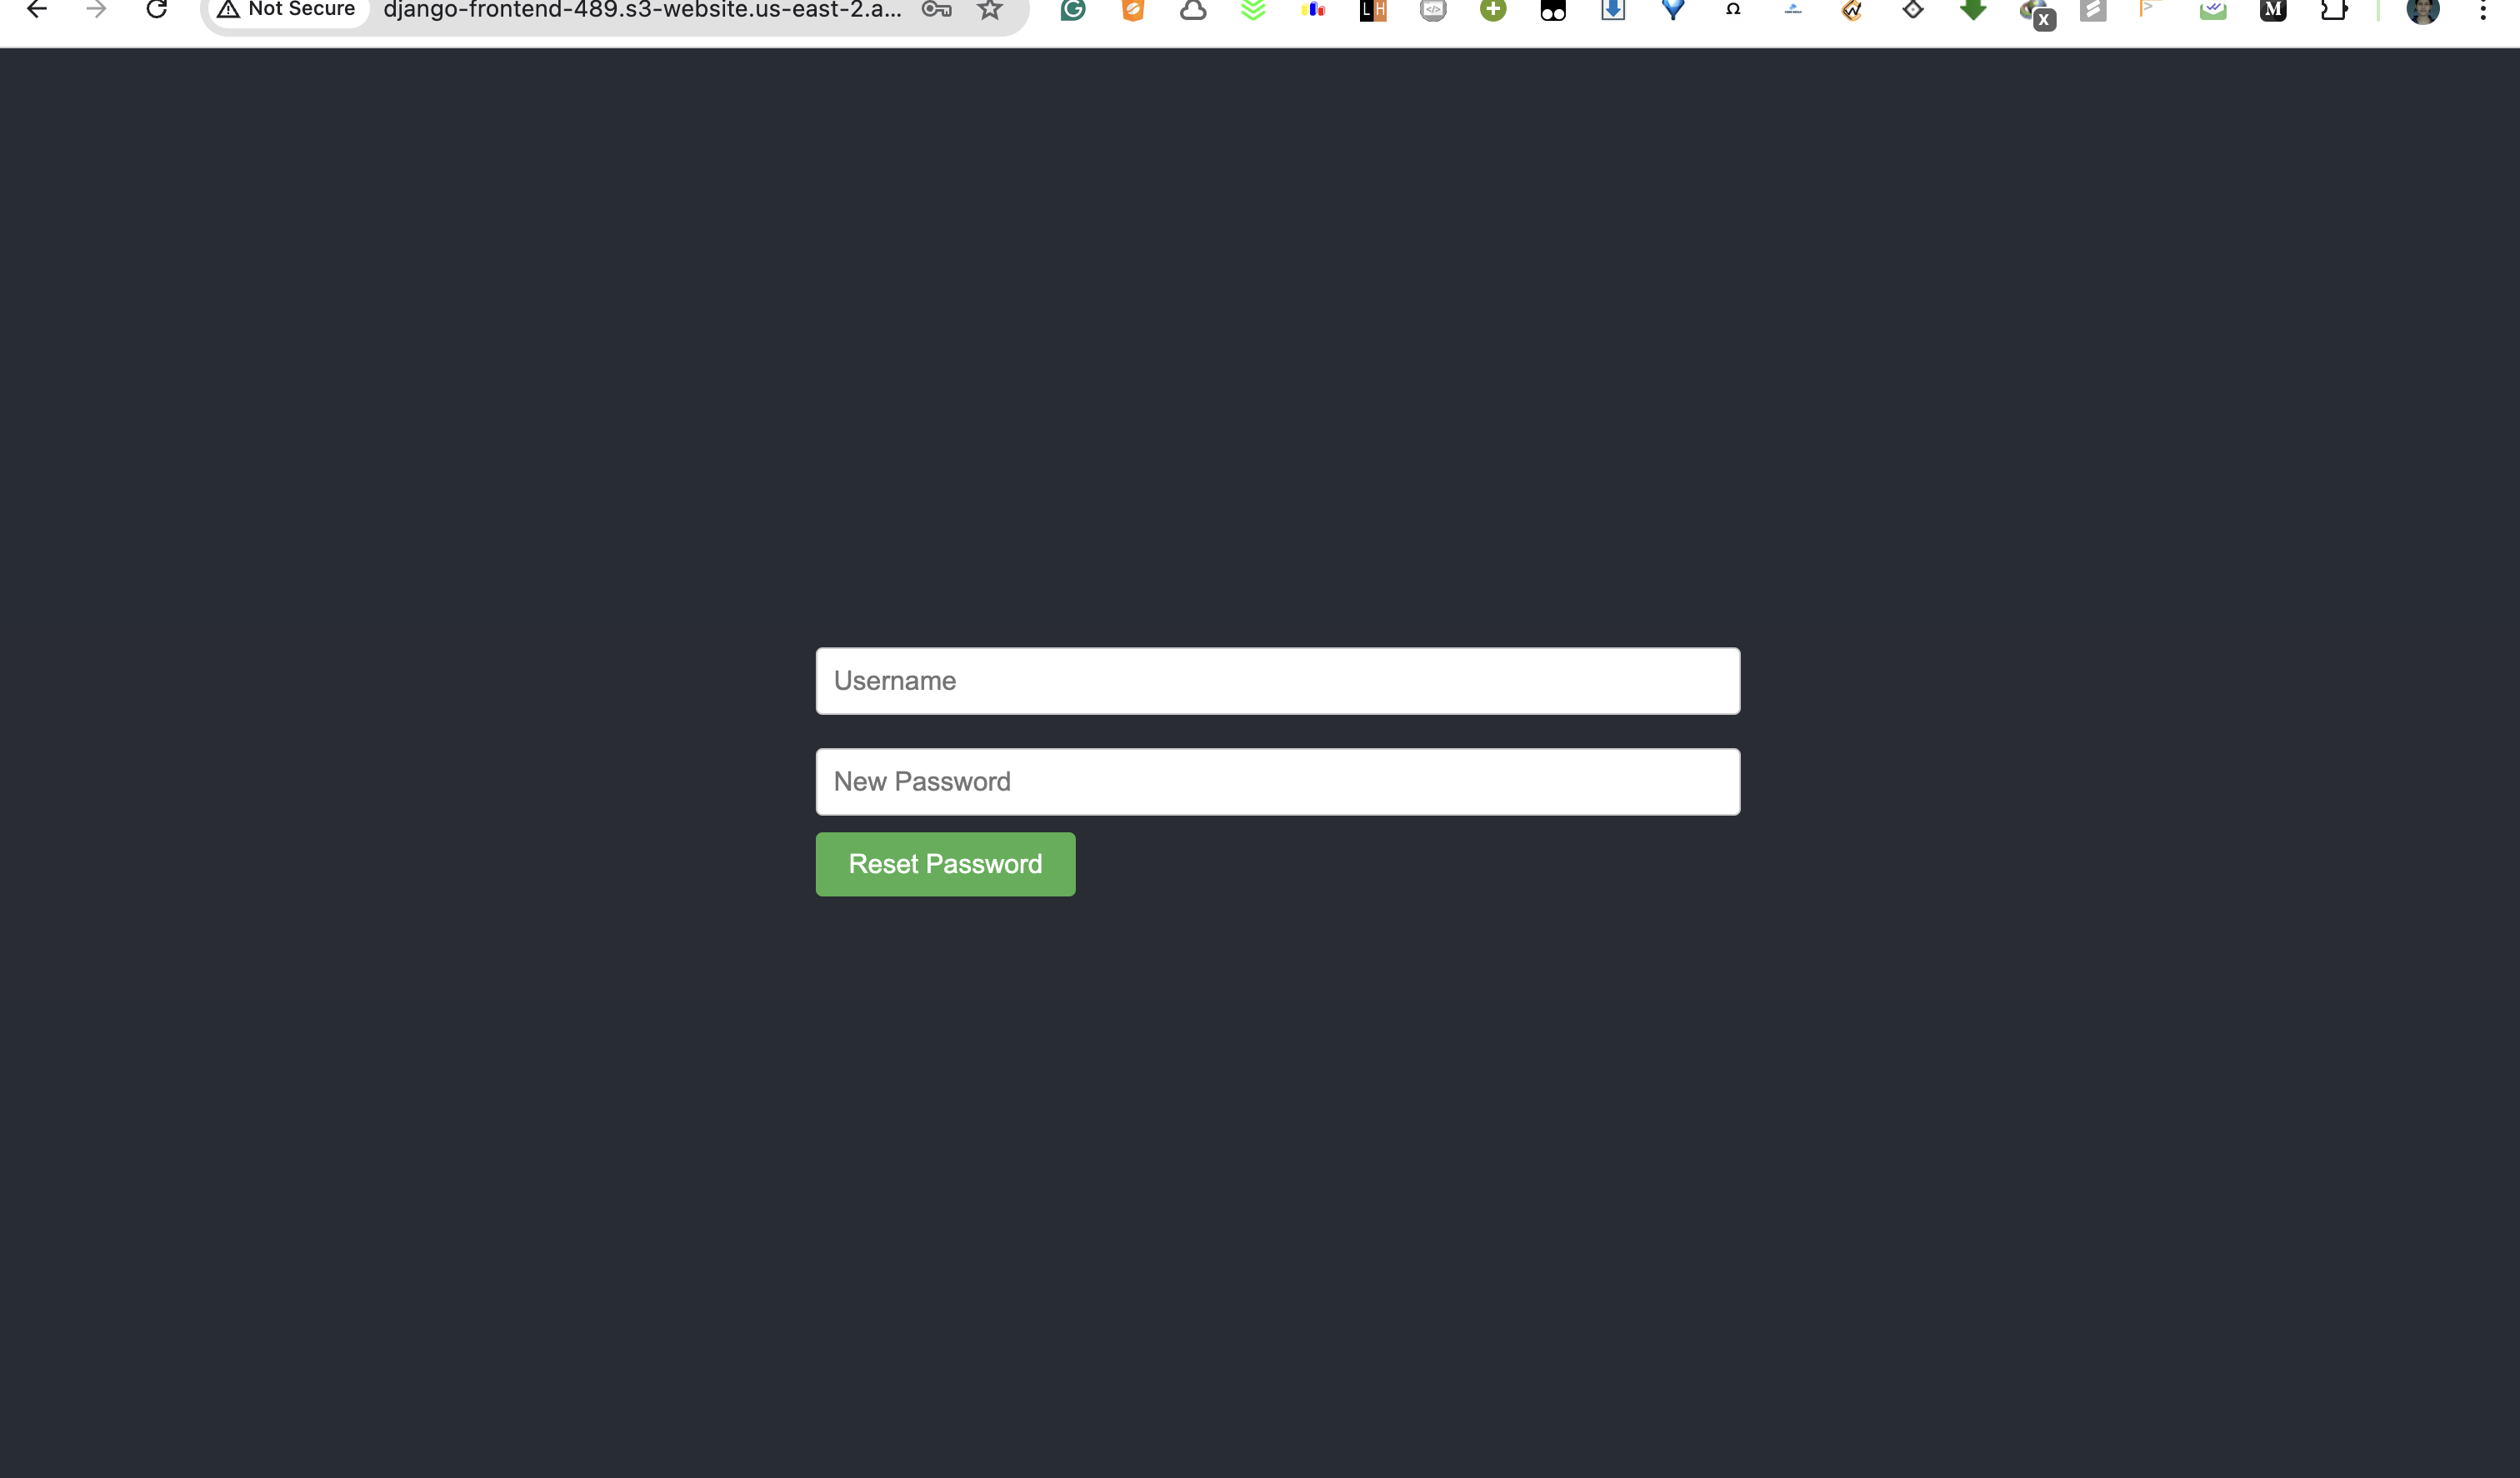 Not Secure django-frontend-489.s3-website.us-east-2.a...
L H
X
M
Username
New Password
Reset Password